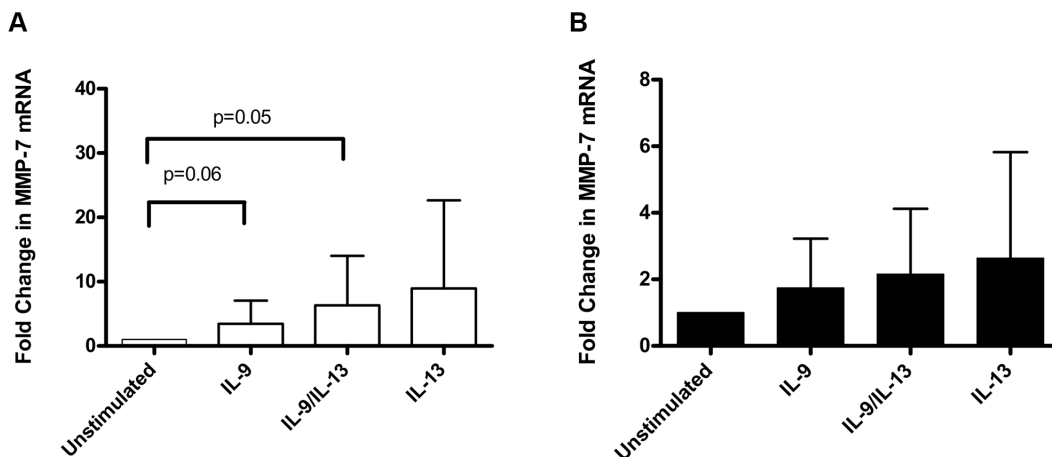 A
Fold Change in MMP-7 mRNA
40
30
20
10
0
p=0.05
p=0.06
Unstimulated
IL-9
IL-9/IL-13
IL-13
B
Fold Change in MMP-7 mRNA
8
6
4
2
0
Unstimulated
IL-9
IL-9/IL-13
IL-13